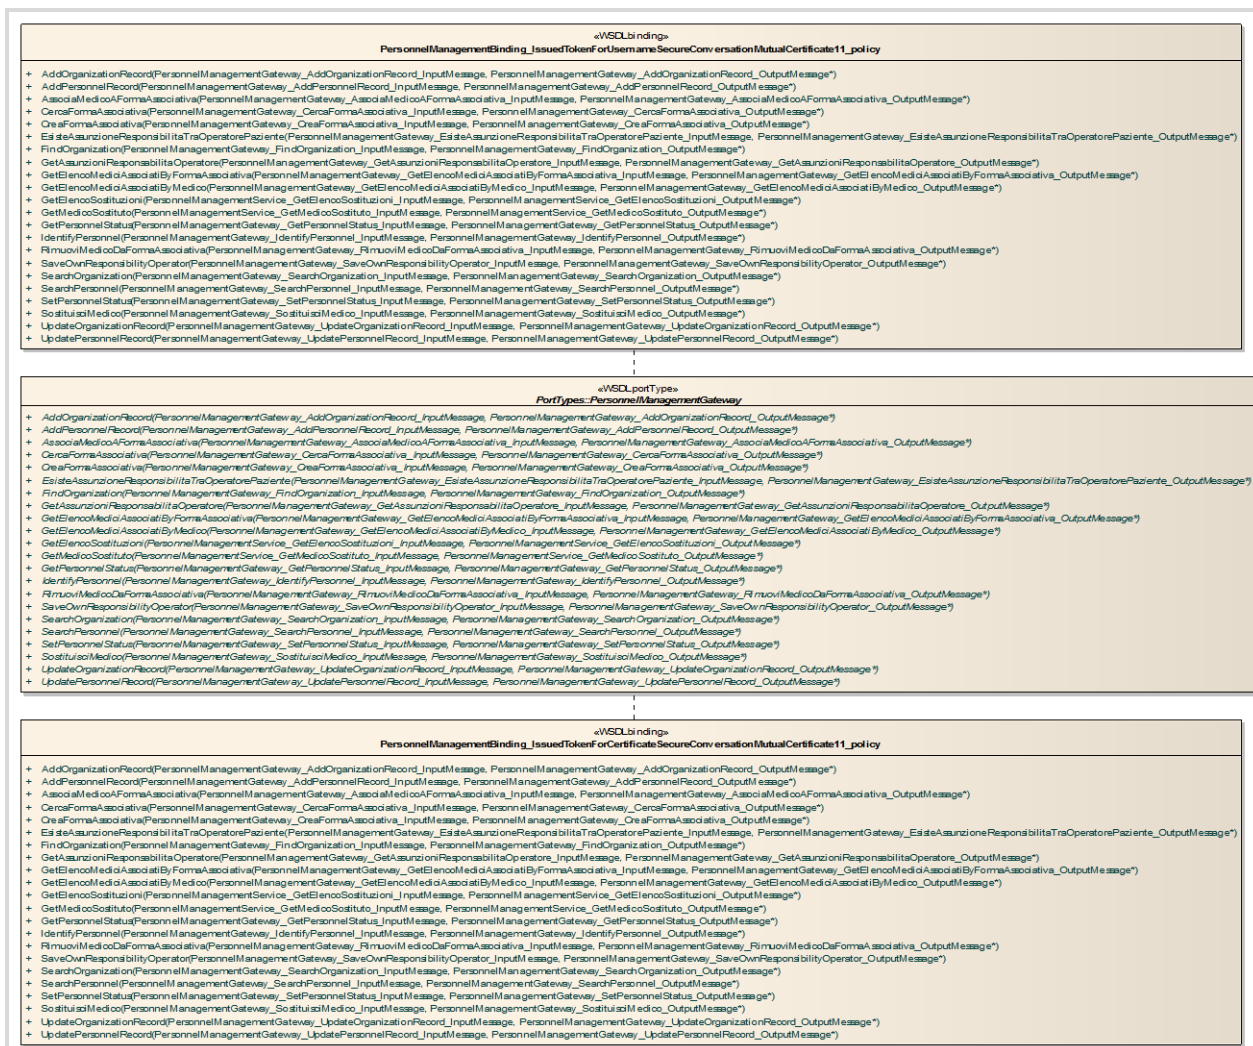 «WSDLbinding»
PersonnelManagementBinding_IssuedTokenForUsernameSecureConversationMutualCertificate11_policy
+ AddOrganizationRecord(PersonnelManagementGateway_AddOrganizationRecord_InputMessage, PersonnelManagementGateway_AddOrganizationRecord_OutputMessage*)
+ AddPersonnelRecord(PersonnelManagementGateway_AddPersonnelRecord_InputMessage, PersonnelManagementGateway_AddPersonnelRecord_OutputMessage*)
+ AssociaMedicoAFormaAssociativa(PersonnelManagementGateway_AssociaMedicoAFormaAssociativa_InputMessage, PersonnelManagementGateway_AssociaMedicoAFormaAssociativa_OutputMessage*)
+ CercaFormaAssociativa(PersonnelManagementGateway_CercaFormaAssociativa_InputMessage, PersonnelManagementGateway_CercaFormaAssociativa_OutputMessage*)
+ CreaFormaAssociativa(PersonnelManagementGateway_CreaFormaAssociativa_InputMessage, PersonnelManagementGateway_CreaFormaAssociativa_OutputMessage*)
+ EsisteAssunzioneResponsibilitaTraOperatorePaziente(PersonnelManagementGateway_EsisteAssunzioneResponsibilitaTraOperatorePaziente_InputMessage, PersonnelManagementGateway_EsisteAssunzioneResponsibilitaTraOperatorePaziente_OutputMessage*)
+ FindOrganization(PersonnelManagementGateway_FindOrganization_InputMessage, PersonnelManagementGateway_FindOrganization_OutputMessage*)
+ GetAssunzioniResponsabilitaOperatore(PersonnelManagementGateway_GetAssunzioniResponsabilitaOperatore_InputMessage, PersonnelManagementGateway_GetAssunzioniResponsabilitaOperatore_OutputMessage*)
+ GetElencoMediciAssociatiByFormaAssociativa(PersonnelManagementGateway_GetElencoMediciAssociatiByFormaAssociativa_InputMessage, PersonnelManagementGateway_GetElencoMediciAssociatiByFormaAssociativa_OutputMessage*)
+ GetElencoMediciAssociatiByMedico(PersonnelManagementGateway_GetElencoMediciAssociatiByMedico_InputMessage, PersonnelManagementGateway_GetElencoMediciAssociatiByMedico_OutputMessage*)
+ GetElencoSostituzioni(PersonnelManagementService_GetElencoSostituzioni_InputMessage, PersonnelManagementService_GetElencoSostituzioni_OutputMessage*)
+ GetMedicoSostituto(PersonnelManagementService_GetMedicoSostituto_InputMessage, PersonnelManagementService_GetMedicoSostituto_OutputMessage*)
+ GetPersonnelStatus(PersonnelManagementGateway_GetPersonnelStatus_InputMessage, PersonnelManagementGateway_GetPersonnelStatus_OutputMessage*)
+ IdentifyPersonnel(PersonnelManagementGateway_IdentifyPersonnel_InputMessage, PersonnelManagementGateway_IdentifyPersonnel_OutputMessage*)
+ RimuoviMedicoDaFormaAssociativa(PersonnelManagementGateway_RimuoviMedicoDaFormaAssociativa_InputMessage, PersonnelManagementGateway_RimuoviMedicoDaFormaAssociativa_OutputMessage*)
+ SaveOwnResponsibilityOperator(PersonnelManagementGateway_SaveOwnResponsibilityOperator_InputMessage, PersonnelManagementGateway_SaveOwnResponsibilityOperator_OutputMessage*)
+ SearchOrganization(PersonnelManagementGateway_SearchOrganization_InputMessage, PersonnelManagementGateway_SearchOrganization_OutputMessage*)
+ SearchPersonnel(PersonnelManagementGateway_SearchPersonnel_InputMessage, PersonnelManagementGateway_SearchPersonnel_OutputMessage*)
+ SetPersonnelStatus(PersonnelManagementGateway_SetPersonnelStatus_InputMessage, PersonnelManagementGateway_SetPersonnelStatus_OutputMessage*)
+ SostituisciMedico(PersonnelManagementGateway_SostituisciMedico_InputMessage, PersonnelManagementGateway_SostituisciMedico_OutputMessage*)
+ UpdateOrganizationRecord(PersonnelManagementGateway_UpdateOrganizationRecord_InputMessage, PersonnelManagementGateway_UpdateOrganizationRecord_OutputMessage*)
+ UpdatePersonnelRecord(PersonnelManagementGateway_UpdatePersonnelRecord_InputMessage, PersonnelManagementGateway_UpdatePersonnelRecord_OutputMessage*)
«WSDLportType»
PortTypes::PersonnelManagementGateway
+ AddOrganizationRecord(PersonnelManagementGateway_AddOrganizationRecord_InputMessage, PersonnelManagementGateway_AddOrganizationRecord_OutputMessage*)
+ AddPersonnelRecord(PersonnelManagementGateway_AddPersonnelRecord_InputMessage, PersonnelManagementGateway_AddPersonnelRecord_OutputMessage*)
+ AssociaMedicoAFormaAssociativa(PersonnelManagementGateway_AssociaMedicoAFormaAssociativa_InputMessage, PersonnelManagementGateway_AssociaMedicoAFormaAssociativa_OutputMessage*)
+ CercaFormaAssociativa(PersonnelManagementGateway_CercaFormaAssociativa_InputMessage, PersonnelManagementGateway_CercaFormaAssociativa_OutputMessage*)
+ CreaFormaAssociativa(PersonnelManagementGateway_CreaFormaAssociativa_InputMessage, PersonnelManagementGateway_CreaFormaAssociativa_OutputMessage*)
+ EsisteAssunzioneResponsibilitaTraOperatorePaziente(PersonnelManagementGateway_EsisteAssunzioneResponsibilitaTraOperatorePaziente_InputMessage, PersonnelManagementGateway_EsisteAssunzioneResponsibilitaTraOperatorePaziente_OutputMessage*)
+ FindOrganization(PersonnelManagementGateway_FindOrganization_InputMessage, PersonnelManagementGateway_FindOrganization_OutputMessage*)
+ GetAssunzioniResponsabilitaOperatore(PersonnelManagementGateway_GetAssunzioniResponsabilitaOperatore_InputMessage, PersonnelManagementGateway_GetAssunzioniResponsabilitaOperatore_OutputMessage*)
+ GetElencoMediciAssociatiByFormaAssociativa(PersonnelManagementGateway_GetElencoMediciAssociatiByFormaAssociativa_InputMessage, PersonnelManagementGateway_GetElencoMediciAssociatiByFormaAssociativa_OutputMessage*)
+ GetElencoMediciAssociatiByMedico(PersonnelManagementGateway_GetElencoMediciAssociatiByMedico_InputMessage, PersonnelManagementGateway_GetElencoMediciAssociatiByMedico_OutputMessage*)
+ GetElencoSostituzioni(PersonnelManagementService_GetElencoSostituzioni_InputMessage, PersonnelManagementService_GetElencoSostituzioni_OutputMessage*)
+ GetMedicoSostituto(PersonnelManagementService_GetMedicoSostituto_InputMessage, PersonnelManagementService_GetMedicoSostituto_OutputMessage*)
+ GetPersonnelStatus(PersonnelManagementGateway_GetPersonnelStatus_InputMessage, PersonnelManagementGateway_GetPersonnelStatus_OutputMessage*)
+ IdentifyPersonnel(PersonnelManagementGateway_IdentifyPersonnel_InputMessage, PersonnelManagementGateway_IdentifyPersonnel_OutputMessage*)
+ RimuoviMedicoDaFormaAssociativa(PersonnelManagementGateway_RimuoviMedicoDaFormaAssociativa_InputMessage, PersonnelManagementGateway_RimuoviMedicoDaFormaAssociativa_OutputMessage*)
+ SaveOwnResponsibilityOperator(PersonnelManagementGateway_SaveOwnResponsibilityOperator_InputMessage, PersonnelManagementGateway_SaveOwnResponsibilityOperator_OutputMessage*)
+ SearchOrganization(PersonnelManagementGateway_SearchOrganization_InputMessage, PersonnelManagementGateway_SearchOrganization_OutputMessage*)
+ SearchPersonnel(PersonnelManagementGateway_SearchPersonnel_InputMessage, PersonnelManagementGateway_SearchPersonnel_OutputMessage*)
+ SetPersonnelStatus(PersonnelManagementGateway_SetPersonnelStatus_InputMessage, PersonnelManagementGateway_SetPersonnelStatus_OutputMessage*)
+ SostituisciMedico(PersonnelManagementGateway_SostituisciMedico_InputMessage, PersonnelManagementGateway_SostituisciMedico_OutputMessage*)
+ UpdateOrganizationRecord(PersonnelManagementGateway_UpdateOrganizationRecord_InputMessage, PersonnelManagementGateway_UpdateOrganizationRecord_OutputMessage*)
+ UpdatePersonnelRecord(PersonnelManagementGateway_UpdatePersonnelRecord_InputMessage, PersonnelManagementGateway_UpdatePersonnelRecord_OutputMessage*)
«WSDLbinding»
PersonnelManagementBinding_IssuedTokenForCertificateSecureConversationMutualCertificate11_policy
+ AddOrganizationRecord(PersonnelManagementGateway_AddOrganizationRecord_InputMessage, PersonnelManagementGateway_AddOrganizationRecord_OutputMessage*)
+ AddPersonnelRecord(PersonnelManagementGateway_AddPersonnelRecord_InputMessage, PersonnelManagementGateway_AddPersonnelRecord_OutputMessage*)
+ AssociaMedicoAFormaAssociativa(PersonnelManagementGateway_AssociaMedicoAFormaAssociativa_InputMessage, PersonnelManagementGateway_AssociaMedicoAFormaAssociativa_OutputMessage*)
+ CercaFormaAssociativa(PersonnelManagementGateway_CercaFormaAssociativa_InputMessage, PersonnelManagementGateway_CercaFormaAssociativa_OutputMessage*)
+ CreaFormaAssociativa(PersonnelManagementGateway_CreaFormaAssociativa_InputMessage, PersonnelManagementGateway_CreaFormaAssociativa_OutputMessage*)
+ EsisteAssunzioneResponsibilitaTraOperatorePaziente(PersonnelManagementGateway_EsisteAssunzioneResponsibilitaTraOperatorePaziente_InputMessage, PersonnelManagementGateway_EsisteAssunzioneResponsibilitaTraOperatorePaziente_OutputMessage*)
+ FindOrganization(PersonnelManagementGateway_FindOrganization_InputMessage, PersonnelManagementGateway_FindOrganization_OutputMessage*)
+ GetAssunzioniResponsabilitaOperatore(PersonnelManagementGateway_GetAssunzioniResponsabilitaOperatore_InputMessage, PersonnelManagementGateway_GetAssunzioniResponsabilitaOperatore_OutputMessage*)
+ GetElencoMediciAssociatiByFormaAssociativa(PersonnelManagementGateway_GetElencoMediciAssociatiByFormaAssociativa_InputMessage, PersonnelManagementGateway_GetElencoMediciAssociatiByFormaAssociativa_OutputMessage*)
+ GetElencoMediciAssociatiByMedico(PersonnelManagementGateway_GetElencoMediciAssociatiByMedico_InputMessage, PersonnelManagementGateway_GetElencoMediciAssociatiByMedico_OutputMessage*)
+ GetElencoSostituzioni(PersonnelManagementService_GetElencoSostituzioni_InputMessage, PersonnelManagementService_GetElencoSostituzioni_OutputMessage*)
+ GetMedicoSostituto(PersonnelManagementService_GetMedicoSostituto_InputMessage, PersonnelManagementService_GetMedicoSostituto_OutputMessage*)
+ GetPersonnelStatus(PersonnelManagementGateway_GetPersonnelStatus_InputMessage, PersonnelManagementGateway_GetPersonnelStatus_OutputMessage*)
+ IdentifyPersonnel(PersonnelManagementGateway_IdentifyPersonnel_InputMessage, PersonnelManagementGateway_IdentifyPersonnel_OutputMessage*)
+ RimuoviMedicoDaFormaAssociativa(PersonnelManagementGateway_RimuoviMedicoDaFormaAssociativa_InputMessage, PersonnelManagementGateway_RimuoviMedicoDaFormaAssociativa_OutputMessage*)
+ SaveOwnResponsibilityOperator(PersonnelManagementGateway_SaveOwnResponsibilityOperator_InputMessage, PersonnelManagementGateway_SaveOwnResponsibilityOperator_OutputMessage*)
+ SearchOrganization(PersonnelManagementGateway_SearchOrganization_InputMessage, PersonnelManagementGateway_SearchOrganization_OutputMessage*)
+ SearchPersonnel(PersonnelManagementGateway_SearchPersonnel_InputMessage, PersonnelManagementGateway_SearchPersonnel_OutputMessage*)
+ SetPersonnelStatus(PersonnelManagementGateway_SetPersonnelStatus_InputMessage, PersonnelManagementGateway_SetPersonnelStatus_OutputMessage*)
+ SostituisciMedico(PersonnelManagementGateway_SostituisciMedico_InputMessage, PersonnelManagementGateway_SostituisciMedico_OutputMessage*)
+ UpdateOrganizationRecord(PersonnelManagementGateway_UpdateOrganizationRecord_InputMessage, PersonnelManagementGateway_UpdateOrganizationRecord_OutputMessage*)
+ UpdatePersonnelRecord(PersonnelManagementGateway_UpdatePersonnelRecord_InputMessage, PersonnelManagementGateway_UpdatePersonnelRecord_OutputMessage*)